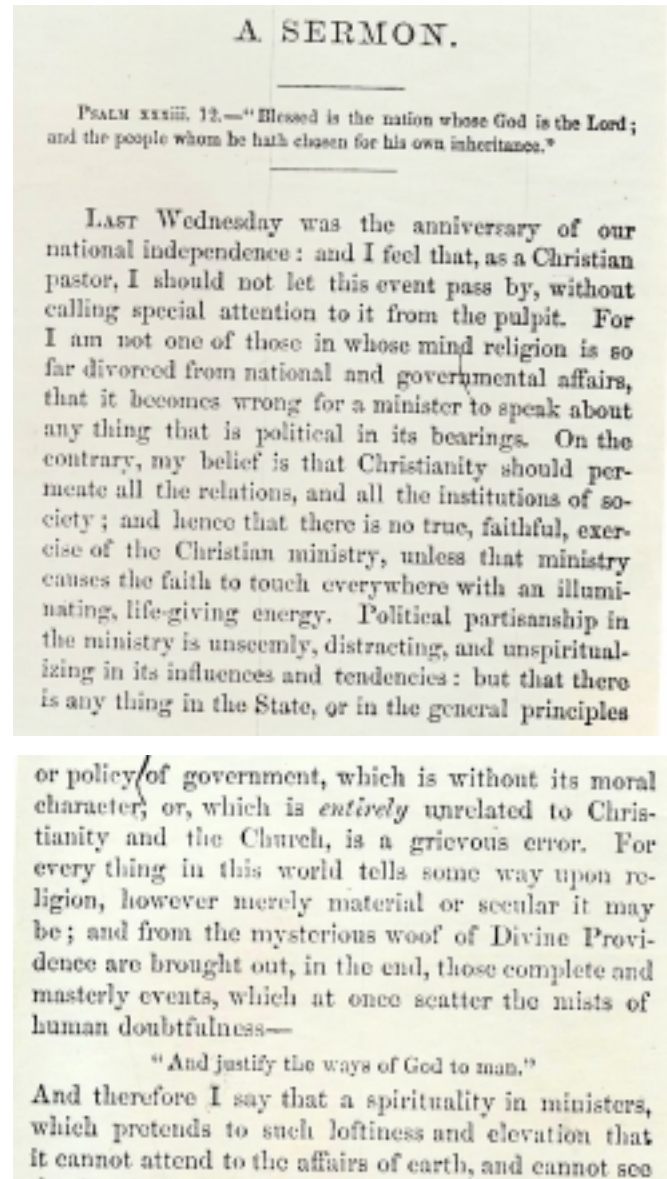 A SERMON.
PSALM xxxiii. 12.—“Blessed is the nation whose God is the Lord;
and the people whom he hath chosen for his own inheritance.”
LAST Wednesday was the anniversary of our
national independence: and I feel that, as a Christian
pastor, I should not let this event pass by, without
calling special attention to it from the pulpit. For
I am not one of those in whose mind religion is so
far divorced from national and governmental affairs,
that it becomes wrong for a minister to speak about
any thing that is political in its bearings. On the
contrary, my belief is that Christianity should per-
meate all the relations, and all the institutions of so-
ciety; and hence that there is no true, faithful, exer-
cise of the Christian ministry, unless that ministry
causes the faith to touch everywhere with an illumi-
nating, life-giving energy. Political partisanship in
the ministry is unseemly, distracting, and unspiritual-
izing in its influences and tendencies: but that there
is any thing in the State, or in the general principles
or policy of government, which is without its moral
character; or, which is entirely unrelated to Chris-
tianity and the Church, is a grievous error. For
every thing in this world tells some way upon re-
ligion, however merely material or secular it may
be; and from the mysterious woof of Divine Provi-
dence are brought out, in the end, those complete and
masterly events, which at once scatter the mists of
human doubtfulness—
“And justify the ways of God to man.”
And therefore I say that a spirituality in ministers,
which pretends to such loftiness and elevation that
it cannot attend to the affairs of earth, and cannot see